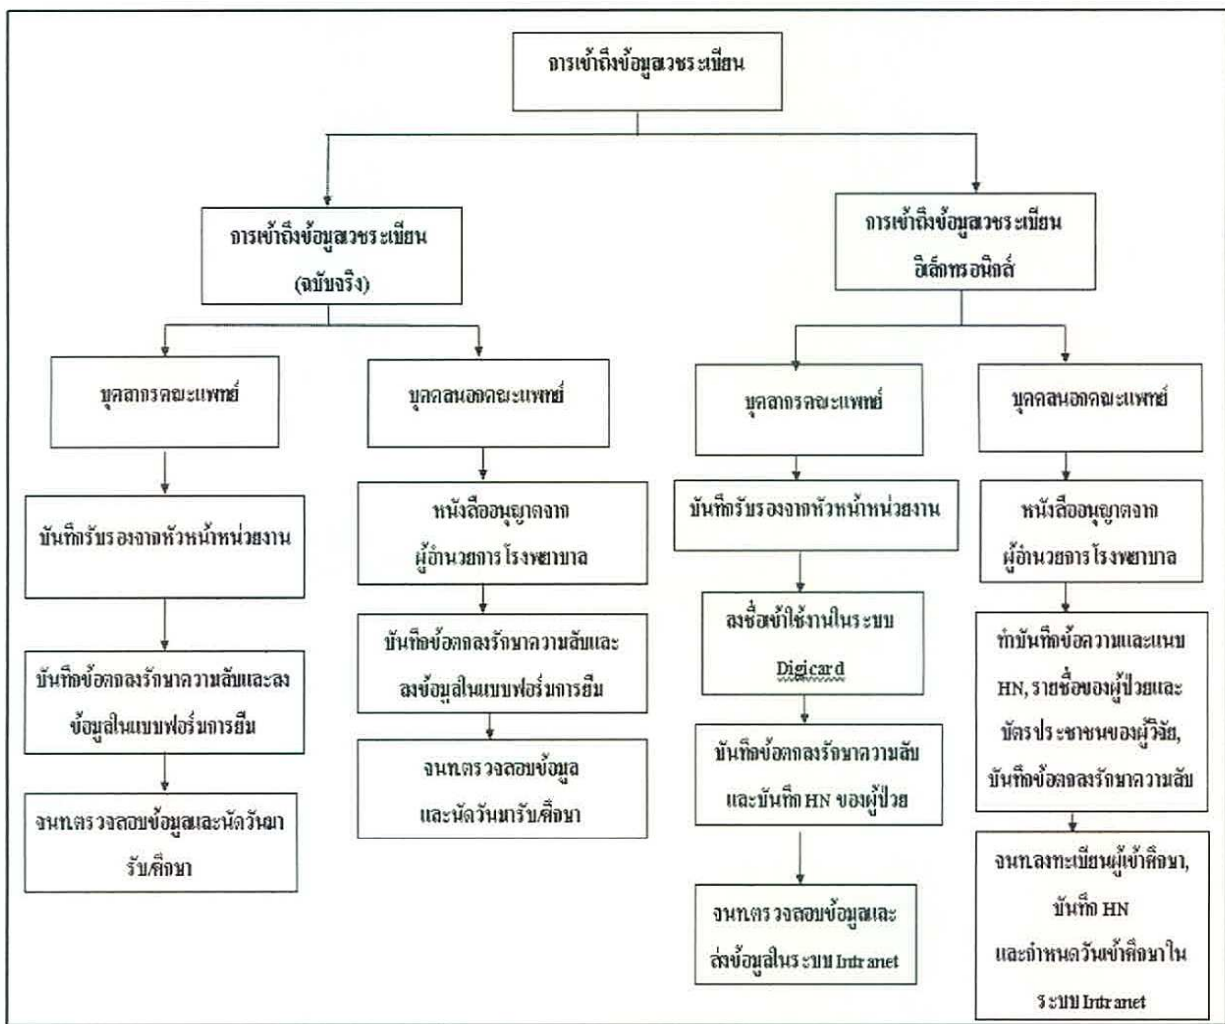 การเข้าถึงข้อมูลเวชระเบียน
การเข้าถึงข้อมูลเวชระเบียน
(ฉบับจริง)
การเข้าถึงข้อมูลเวชระเบียน
อิเล็กทรอนิกส์
บุคลากรคณะแพทย์
บุคคลนอกคณะแพทย์
บุคลากรคณะแพทย์
บุคคลนอกคณะแพทย์
บันทึกรับรองจากหัวหน้าหน่วยงาน
บันทึกข้อตกลงรักษาความลับและลง
ข้อมูลในแบบฟอร์มการยืม
จนท.ตรวจสอบข้อมูลและนัดวันมา
รับ/ศึกษา
หนังสืออนุญาตจาก
ผู้อำนวยการโรงพยาบาล
บันทึกข้อตกลงรักษาความลับและ
ลงข้อมูลในแบบฟอร์มการยืม
จนท.ตรวจสอบข้อมูล
และนัดวันมารับ/ศึกษา
บันทึกรับรองจากหัวหน้าหน่วยงาน
ลงชื่อเข้าใช้งานในระบบ
Digicard
บันทึกข้อตกลงรักษาความลับ
และบันทึก HN ของผู้ป่วย
จนท.ตรวจสอบข้อมูลและ
ส่งข้อมูลในระบบ Intranet
หนังสืออนุญาตจาก
ผู้อำนวยการโรงพยาบาล
ทำบันทึกข้อความและแนบ
HN, รายชื่อของผู้ป่วยและ
บัตรประชาชนของผู้วิจัย,
บันทึกข้อตกลงรักษาความลับ
จนท.ลงทะเบียนผู้เข้าศึกษา,
บันทึก HN
และกำหนดวันเข้าศึกษาใน
ระบบ Intranet